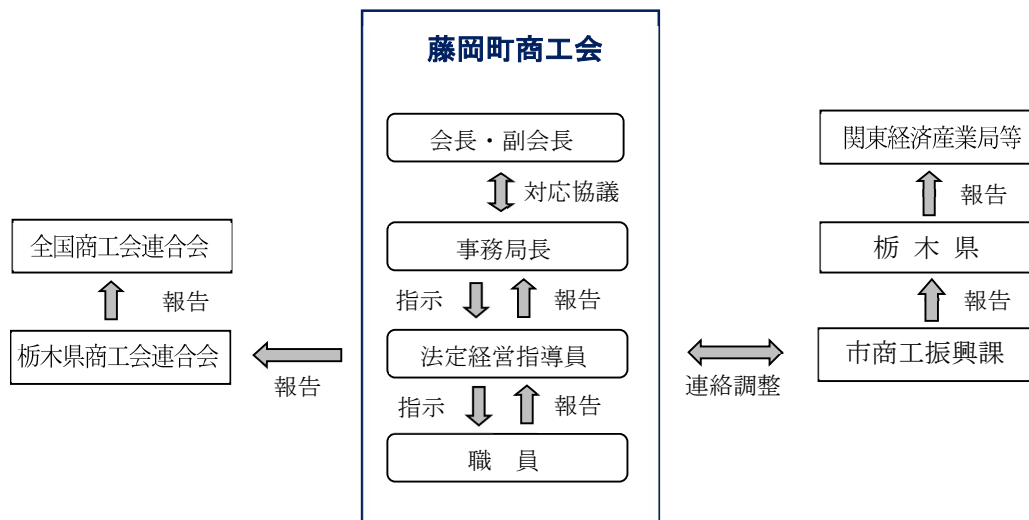 藤岡町商工会
会長・副会長
対応協議
事務局長
指示
報告
法定経営指導員
指示
報告
職　員
全国商工会連合会
報告
栃木県商工会連合会
報告
関東経済産業局等
報告
栃 木 県
報告
市商工振興課
連絡調整